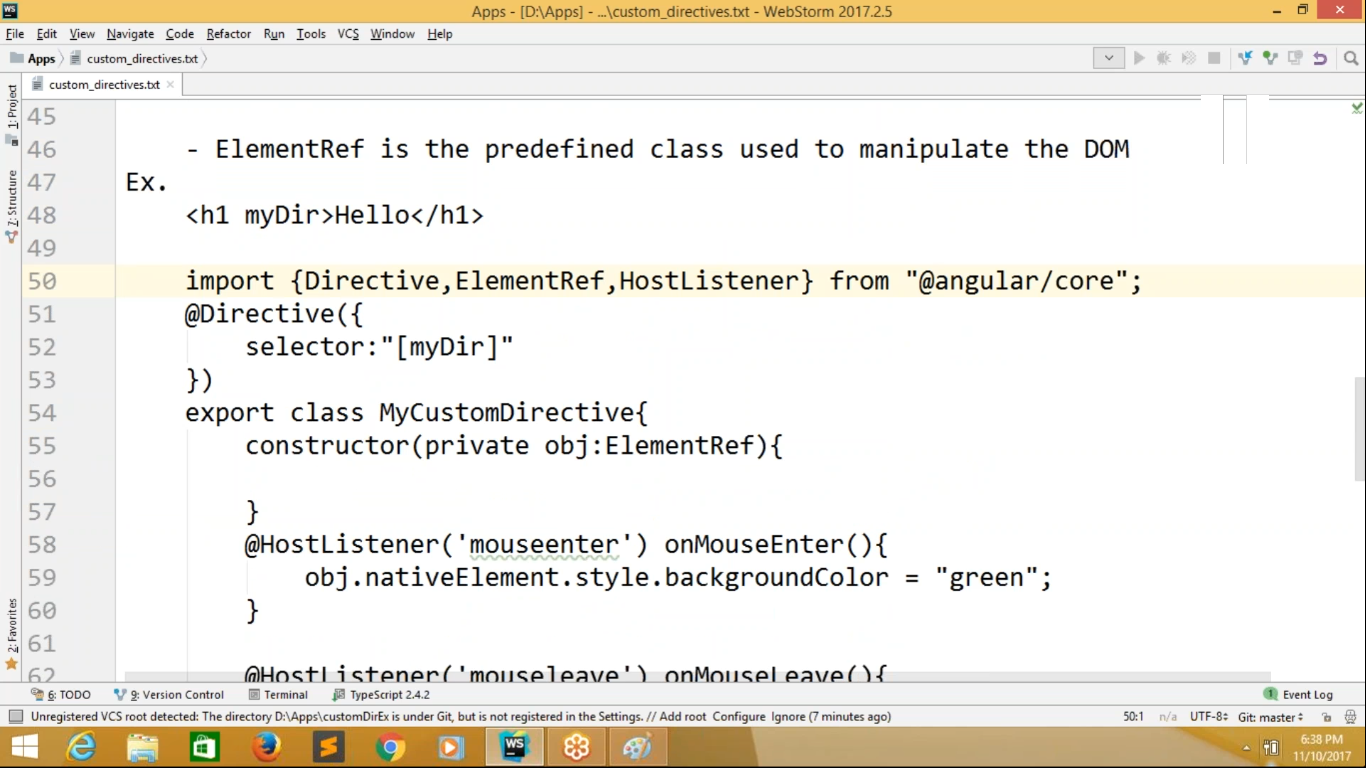 Apps - [D:\Apps] - ...\custom_directives.txt - WebStorm 2017.2.5
File Edit View Navigate Code Refactor Run Tools VCS Window Help
Apps custom_directives.txt
custom_directives.txt
1: Project
7: Structure
2: Favorites
45
46 - ElementRef is the predefined class used to manipulate the DOM
47 Ex.
48 <h1 myDir>Hello</h1>
49
50 import {Directive,ElementRef,HostListener} from "@angular/core";
51 @Directive({
52 selector:"[myDir]"
53 })
54 export class MyCustomDirective{
55 constructor(private obj:ElementRef){
56
57 }
58 @HostListener('mouseenter') onMouseEnter(){
59 obj.nativeElement.style.backgroundColor = "green";
60 }
61
62 @HostListener('mouseleave') onMouseLeave(){
6: TODO 9: Version Control Terminal TypeScript 2.4.2 1 Event Log
Unregistered VCS root detected: The directory D:\Apps\customDirEx is under Git, but is not registered in the Settings. // Add root Configure Ignore (7 minutes ago) 50:1 n/a UTF-8 Git: master
WS
6:38 PM
11/10/2017